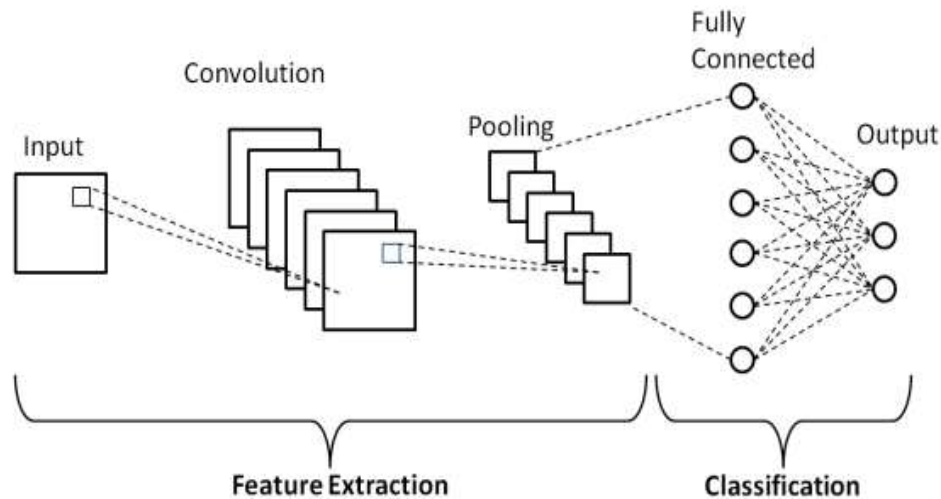 Input
Convolution
Pooling
Fully
Connected
Output
Feature Extraction
Classification